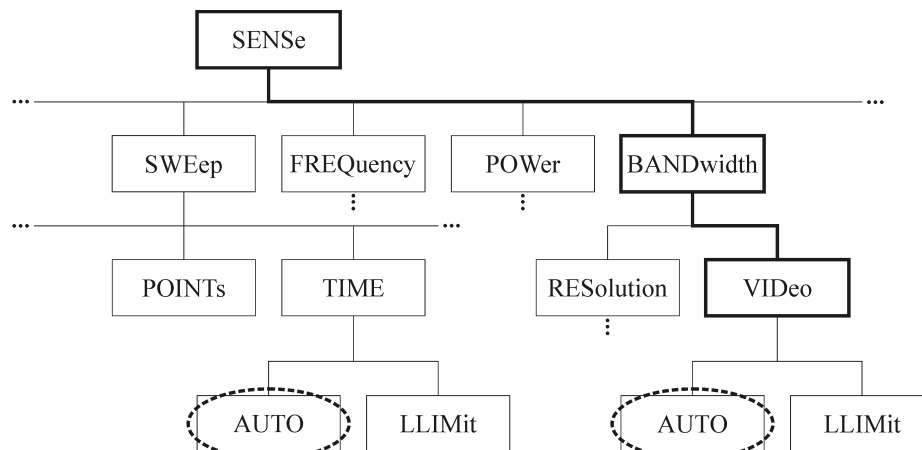 SENSe
SWEep FREQuency POWer BANDwidth
POINTs TIME RESolution VIDeo
AUTO LLIMit AUTO LLIMit